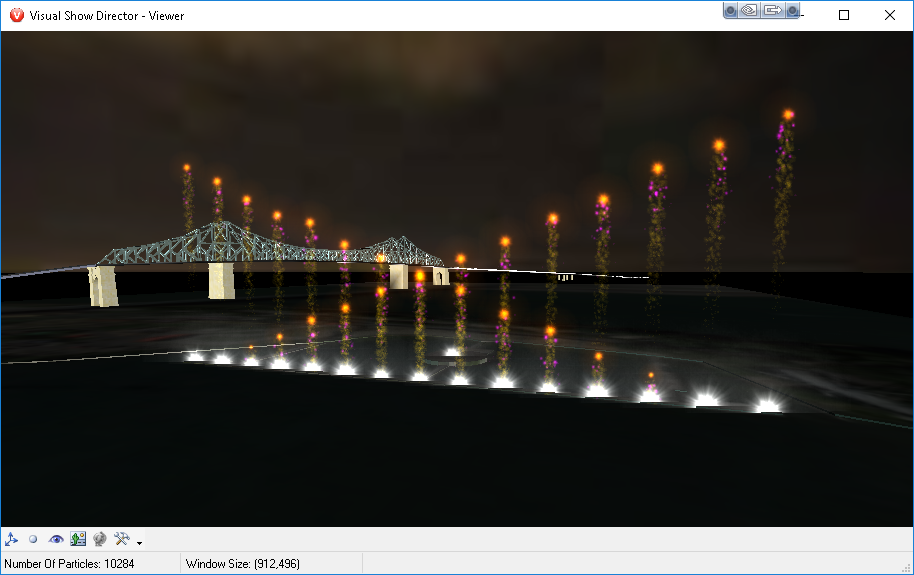 Visual Show Director - Viewer
Number Of Particles: 10284
Window Size: (912,496)